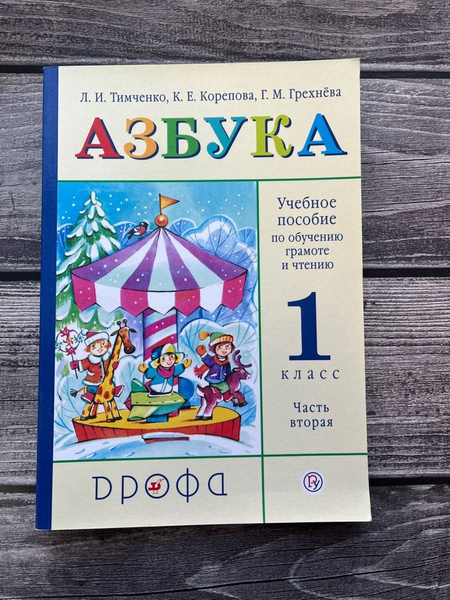 Л. И. Тимченко, К. Е. Корепова, Г. М. Грехнёва
АЗБУКА
Учебное
пособие
по обучению
грамоте
и чтению
1
класс
Часть
вторая
дрофа